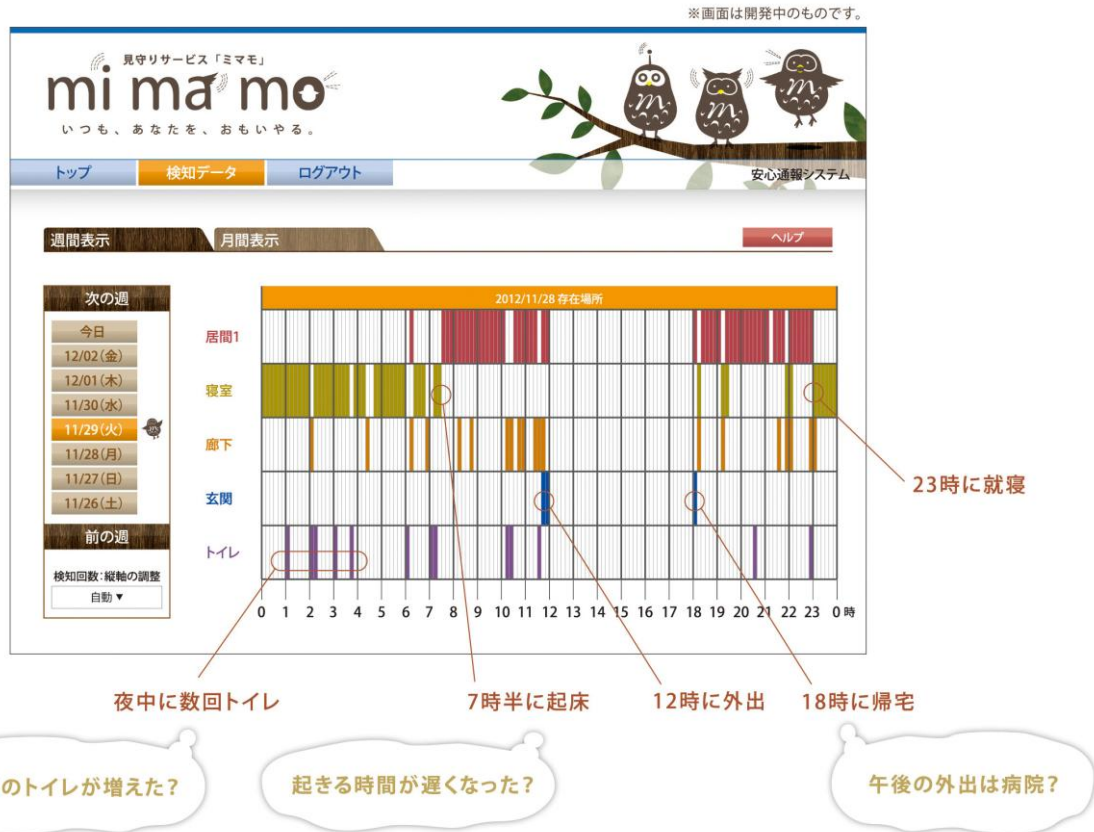 ※画面は開発中のものです。
見守りサービス「ミマモ」
mi ma mo
いつも、あなたを、おもいやる。
m
m
m
トップ
検知データ
ログアウト
安心通報システム
週間表示
月間表示
ヘルプ
次の週
今日
12/02(金)
12/01(木)
11/30(水)
11/29(火)
11/28(月)
11/27(日)
11/26(土)
前の週
検知回数:縦軸の調整
自動▼
2012/11/28 存在場所
居間1
寝室
廊下
玄関
トイレ
0 1 2 3 4 5 6 7 8 9 10 11 12 13 14 15 16 17 18 19 20 21 22 23 0 時
23時に就寝
夜中に数回トイレ
7時半に起床
12時に外出
18時に帰宅
のトイレが増えた?
起きる時間が遅くなった?
午後の外出は病院?